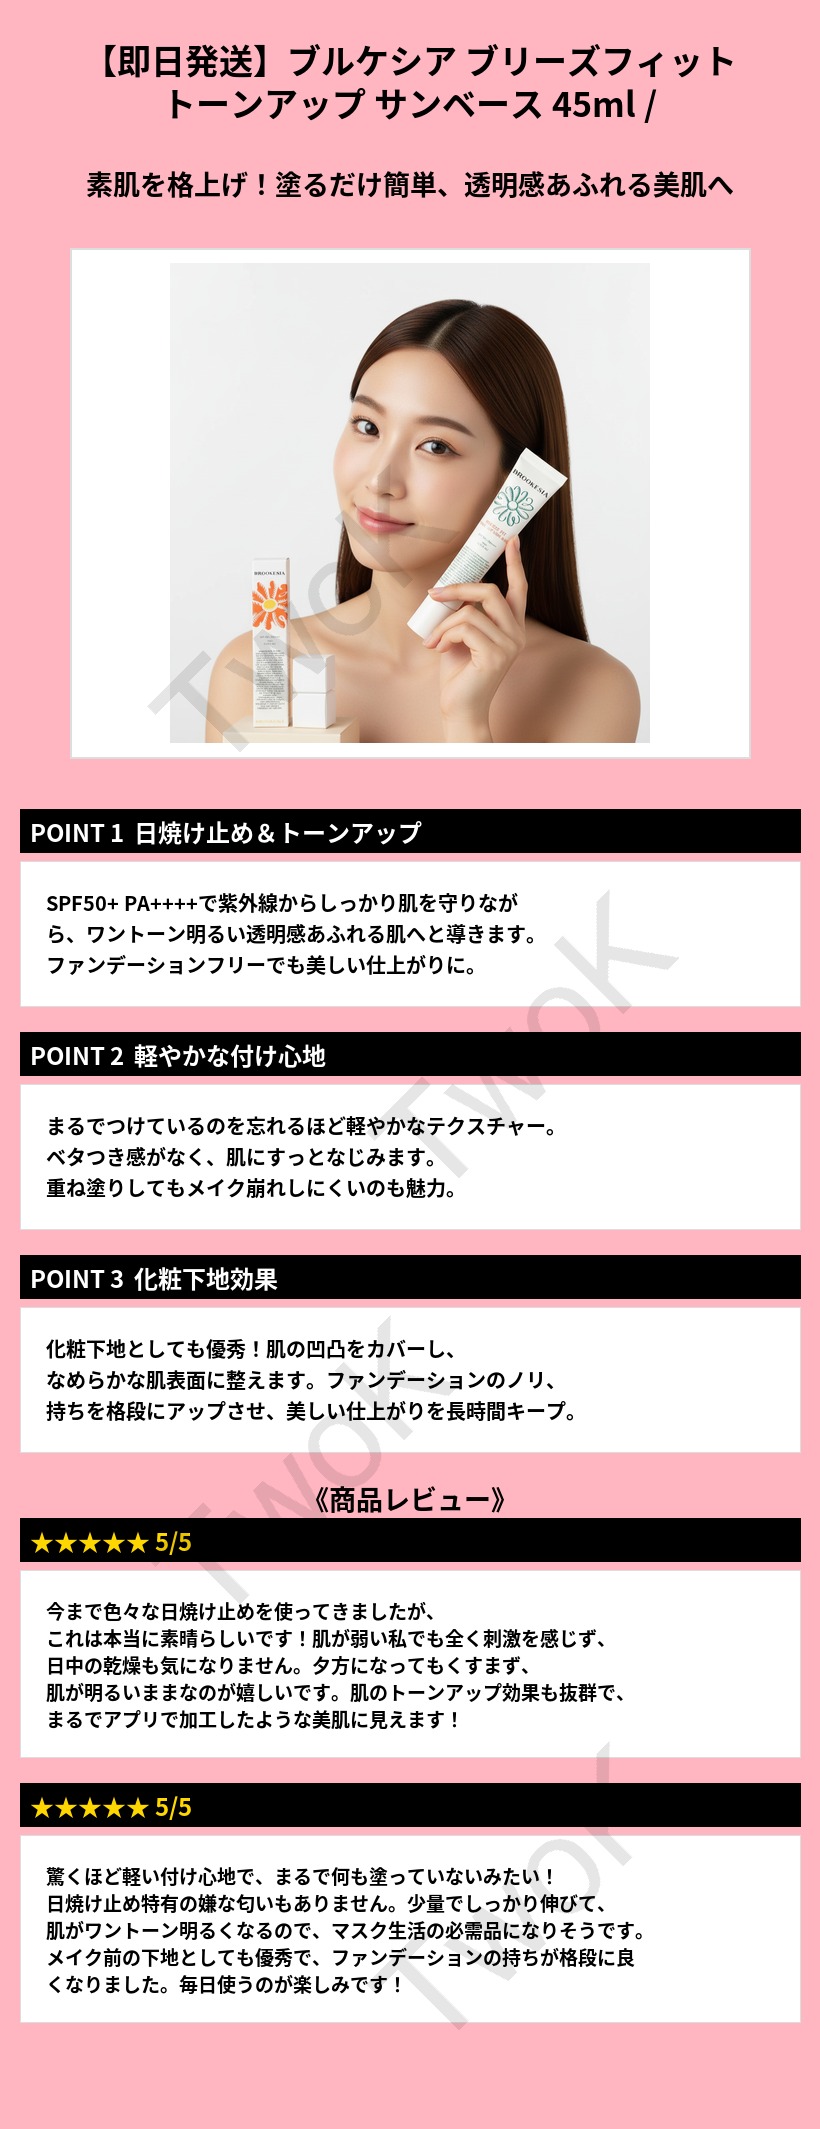 【即日発送】ブルケシア ブリーズフィット
トーンアップ サンベース 45ml /
素肌を格上げ！塗るだけ簡単、透明感あふれる美肌へ
BROOKESIA
BROOKESIA
TwoK
POINT 1 日焼け止め＆トーンアップ
SPF50+ PA++++で紫外線からしっかり肌を守りなが
ら、ワントーン明るい透明感あふれる肌へと導きます。
ファンデーションフリーでも美しい仕上がりに。
TwoK
POINT 2 軽やかな付け心地
まるでつけているのを忘れるほど軽やかなテクスチャー。
ベタつき感がなく、肌にすっとなじみます。
重ね塗りしてもメイク崩れしにくいのも魅力。
POINT 3 化粧下地効果
化粧下地としても優秀！肌の凹凸をカバーし、
なめらかな肌表面に整えます。ファンデーションのノリ、
持ちを格段にアップさせ、美しい仕上がりを長時間キープ。
TwoK
《商品レビュー》
★★★★★ 5/5
今まで色々な日焼け止めを使ってきましたが、
これは本当に素晴らしいです！肌が弱い私でも全く刺激を感じず、
日中の乾燥も気になりません。夕方になってもくすまず、
肌が明るいままなのが嬉しいです。肌のトーンアップ効果も抜群で、
まるでアプリで加工したような美肌に見えます！
★★★★★ 5/5
驚くほど軽い付け心地で、まるで何も塗っていないみたい！
日焼け止め特有の嫌な匂いもありません。少量でしっかり伸びて、
肌がワントーン明るくなるので、マスク生活の必需品になりそうです。
メイク前の下地としても優秀で、ファンデーションの持ちが格段に良
くなりました。毎日使うのが楽しみです！
TwoK